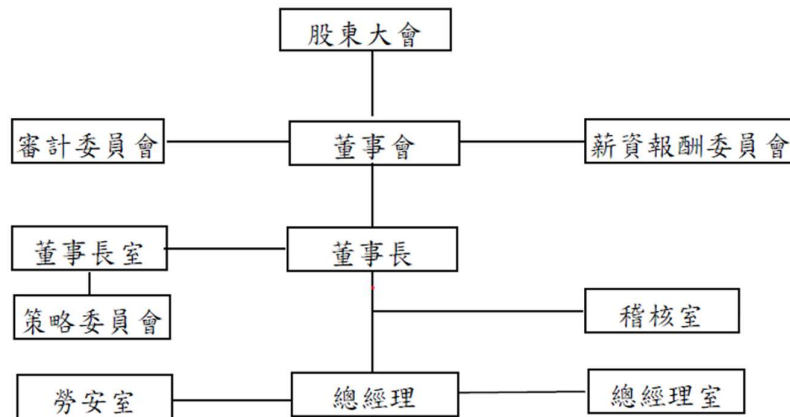 股東大會
審計委員會
董事會
薪資報酬委員會
董事長室
董事長
策略委員會
稽核室
勞安室
總經理
總經理室